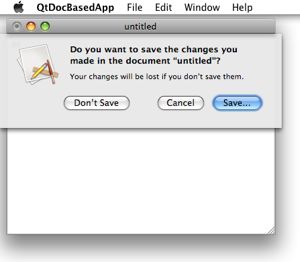 QtDocBasedApp File Edit Window
untitled
Do you want to save the changes you
made in the document "untitled"?
Your changes will be lost if you don't save them.
Don't Save Cancel Save...